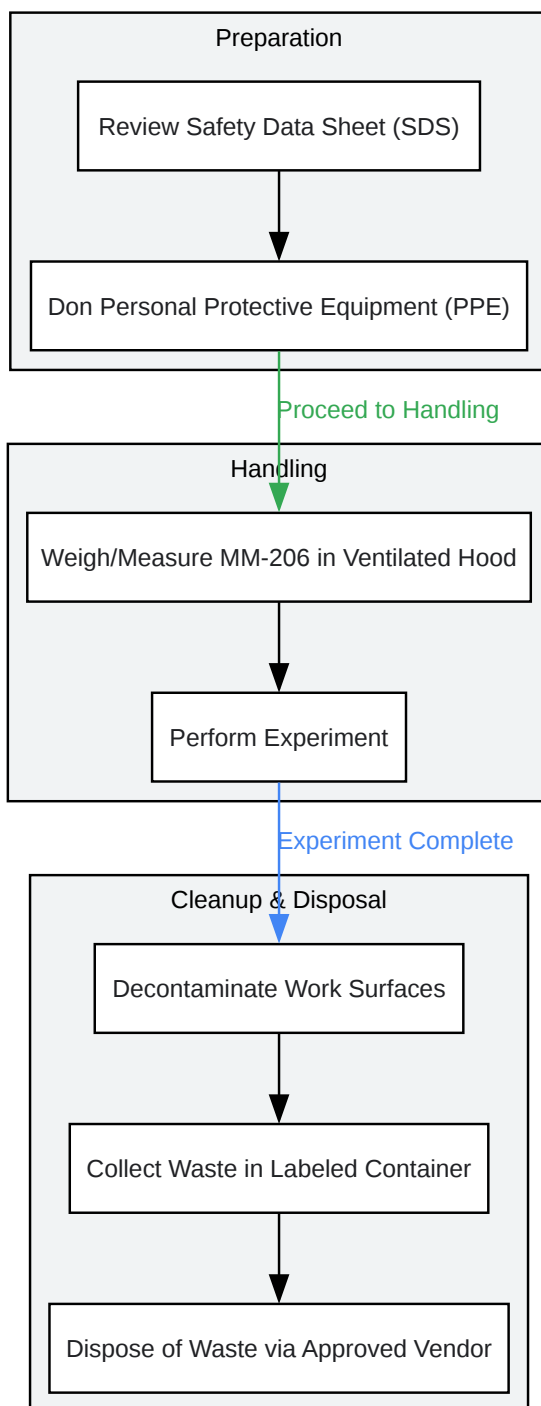 Preparation
Review Safety Data Sheet (SDS)
Don Personal Protective Equipment (PPE)
Proceed to Handling
Handling
Weigh/Measure MM-206 in Ventilated Hood
Perform Experiment
Experiment Complete
Cleanup & Disposal
Decontaminate Work Surfaces
Collect Waste in Labeled Container
Dispose of Waste via Approved Vendor